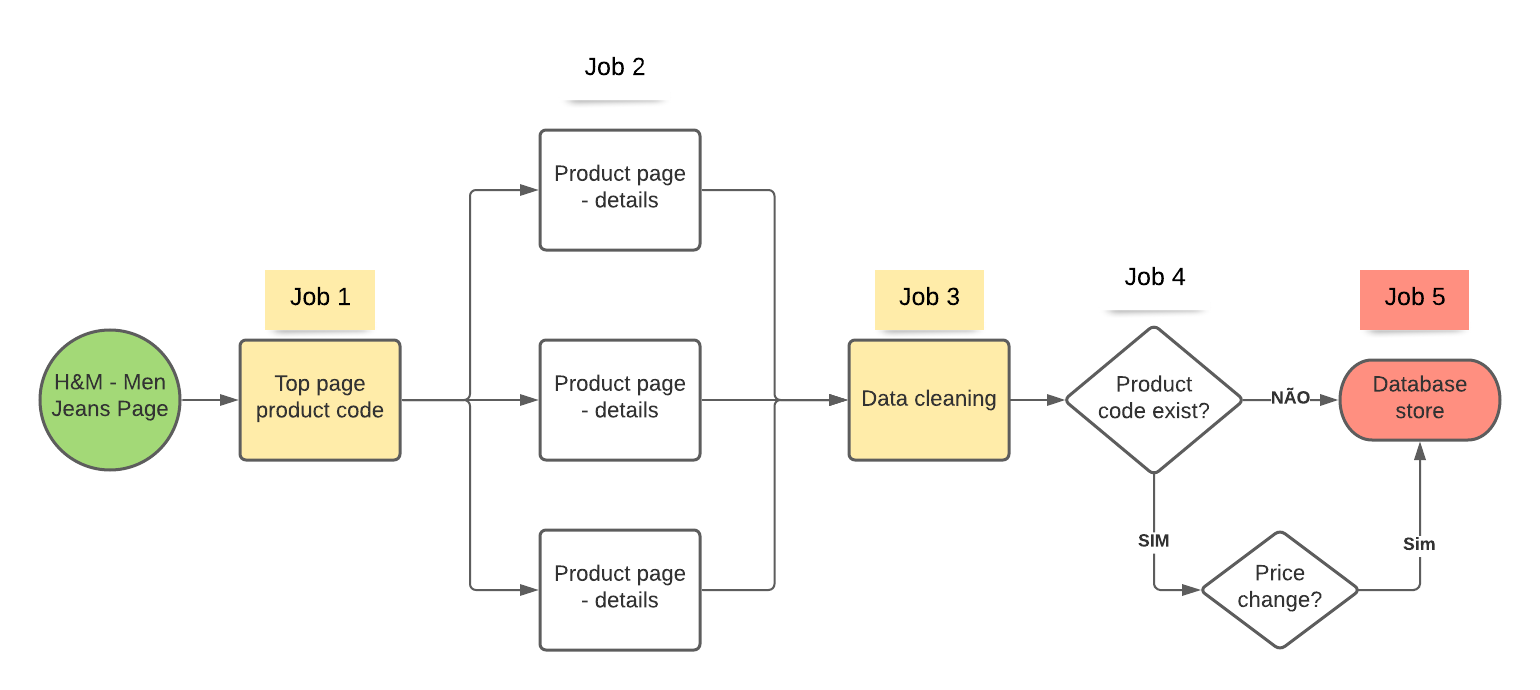 Job 2
Product page
- details
Job 1
Job 3
Job 4
Job 5
H&M - Men
Jeans Page
Top page
product code
Product page
- details
Data cleaning
Product
code exist?
NÃO
Database
store
SIM
Sim
Product page
- details
Price
change?